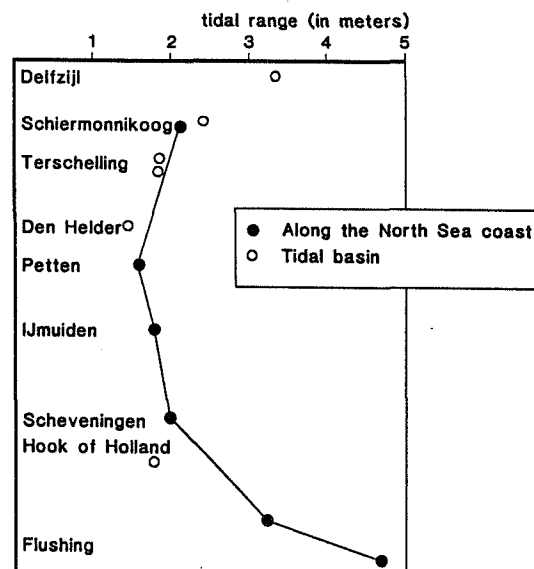 tidal range (in meters)
1 2 3 4 5
Delfzijl
Schiermonnikoog
Terschelling
Den Helder
Along the North Sea coast
Tidal basin
Petten
IJmuiden
Scheveningen
Hook of Holland
Flushing